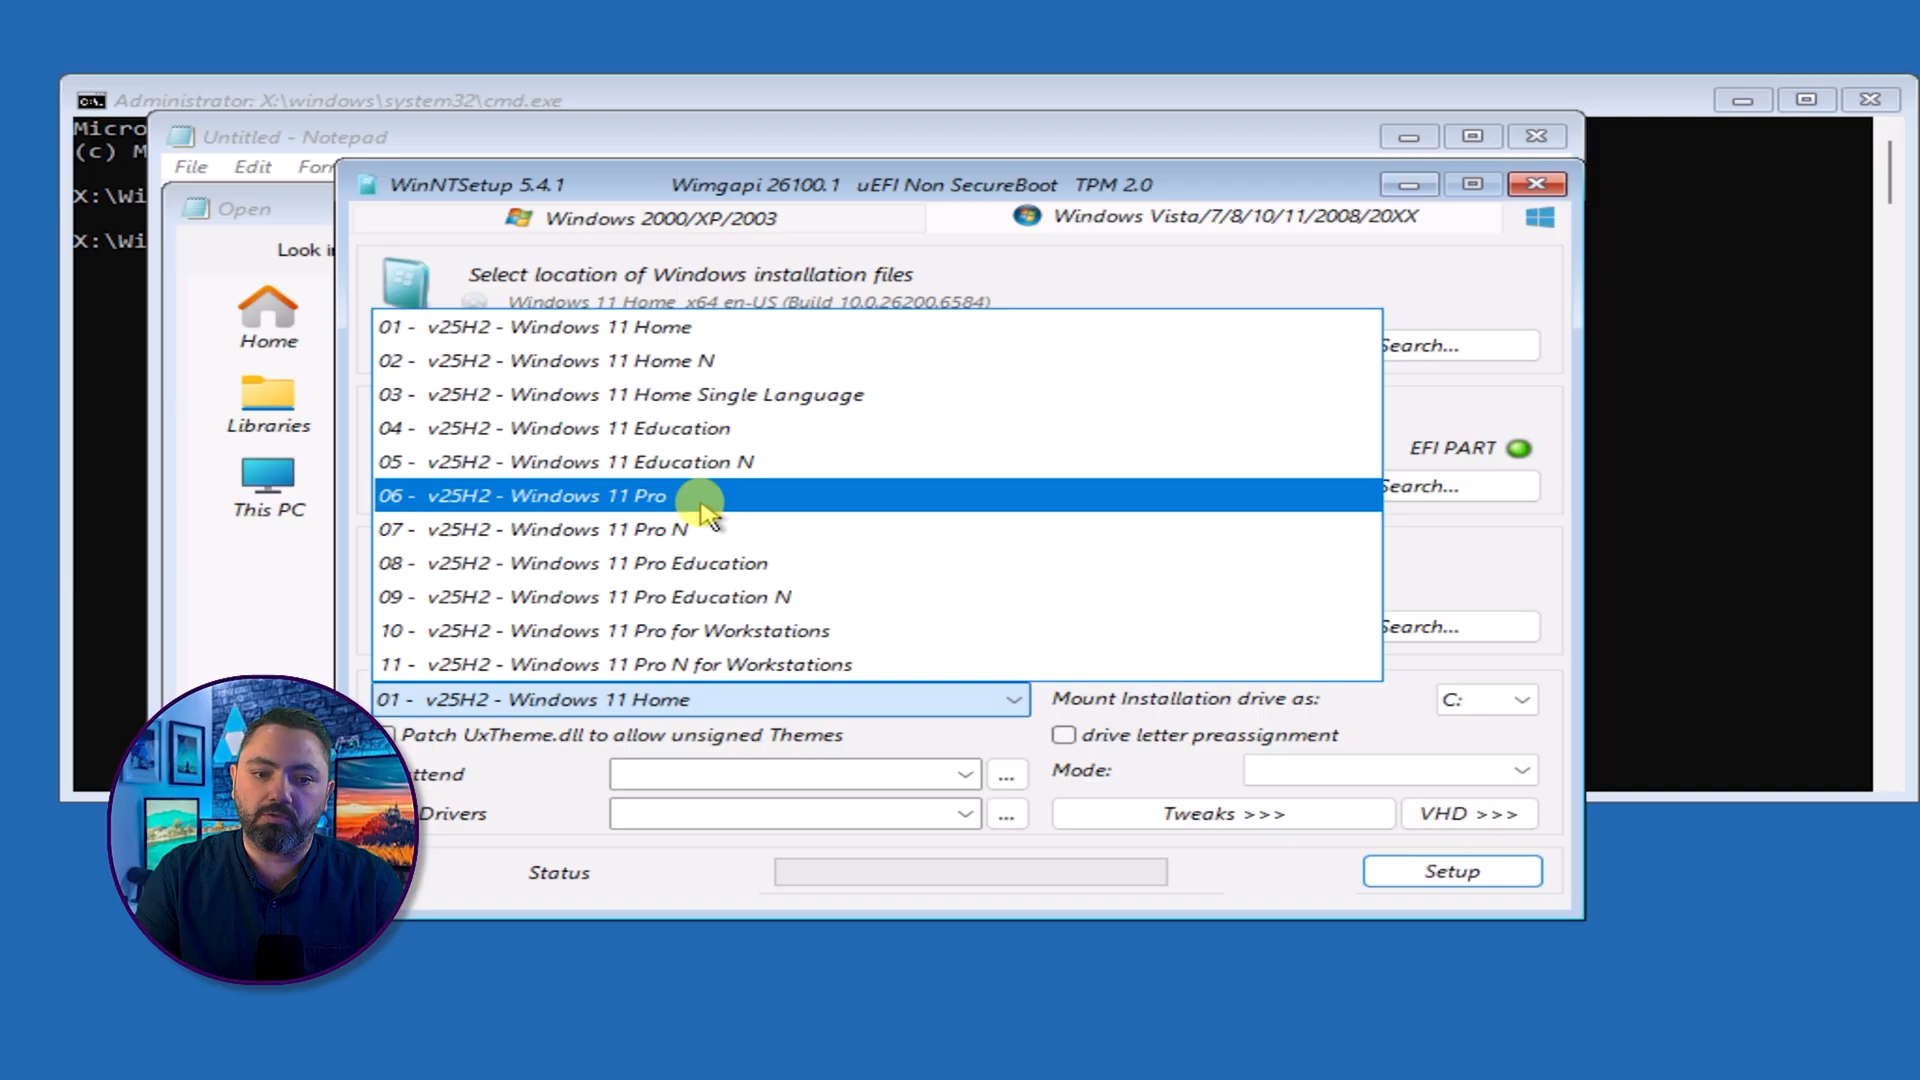 Administrator: X:\windows\system32\cmd.exe
Micro
(c) M
X:\Wi
X:\Wi
Untitled - Notepad
File Edit For
Open
Look i
Home
Libraries
This PC
WinNTSetup 5.4.1 Wimgapi 26100.1 uEFI Non SecureBoot TPM 2.0
Windows 2000/XP/2003
Windows Vista/7/8/10/11/2008/20XX
Select location of Windows installation files
Windows 11 Home x64 en-US (Build 10.0.26200.6584)
01 - v25H2 - Windows 11 Home
02 - v25H2 - Windows 11 Home N
03 - v25H2 - Windows 11 Home Single Language
04 - v25H2 - Windows 11 Education
05 - v25H2 - Windows 11 Education N
06 - v25H2 - Windows 11 Pro
07 - v25H2 - Windows 11 Pro N
08 - v25H2 - Windows 11 Pro Education
09 - v25H2 - Windows 11 Pro Education N
10 - v25H2 - Windows 11 Pro for Workstations
11 - v25H2 - Windows 11 Pro N for Workstations
Search...
EFI PART
Search...
Search...
01 - v25H2 - Windows 11 Home
Mount Installation drive as: C:
Patch UxTheme.dll to allow unsigned Themes
drive letter preassignment
ttend ...
Mode:
Drivers ...
Tweaks >>>
VHD >>>
Status
Setup